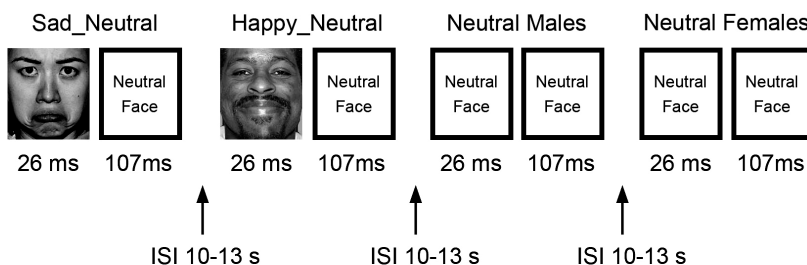 Sad_Neutral Happy_Neutral Neutral Males Neutral Females
Neutral Neutral Neutral Neutral Neutral Neutral
Face Face Face Face Face Face
26 ms 107ms 26 ms 107ms 26 ms 107ms 26 ms 107ms
ISI 10-13 s ISI 10-13 s ISI 10-13 s